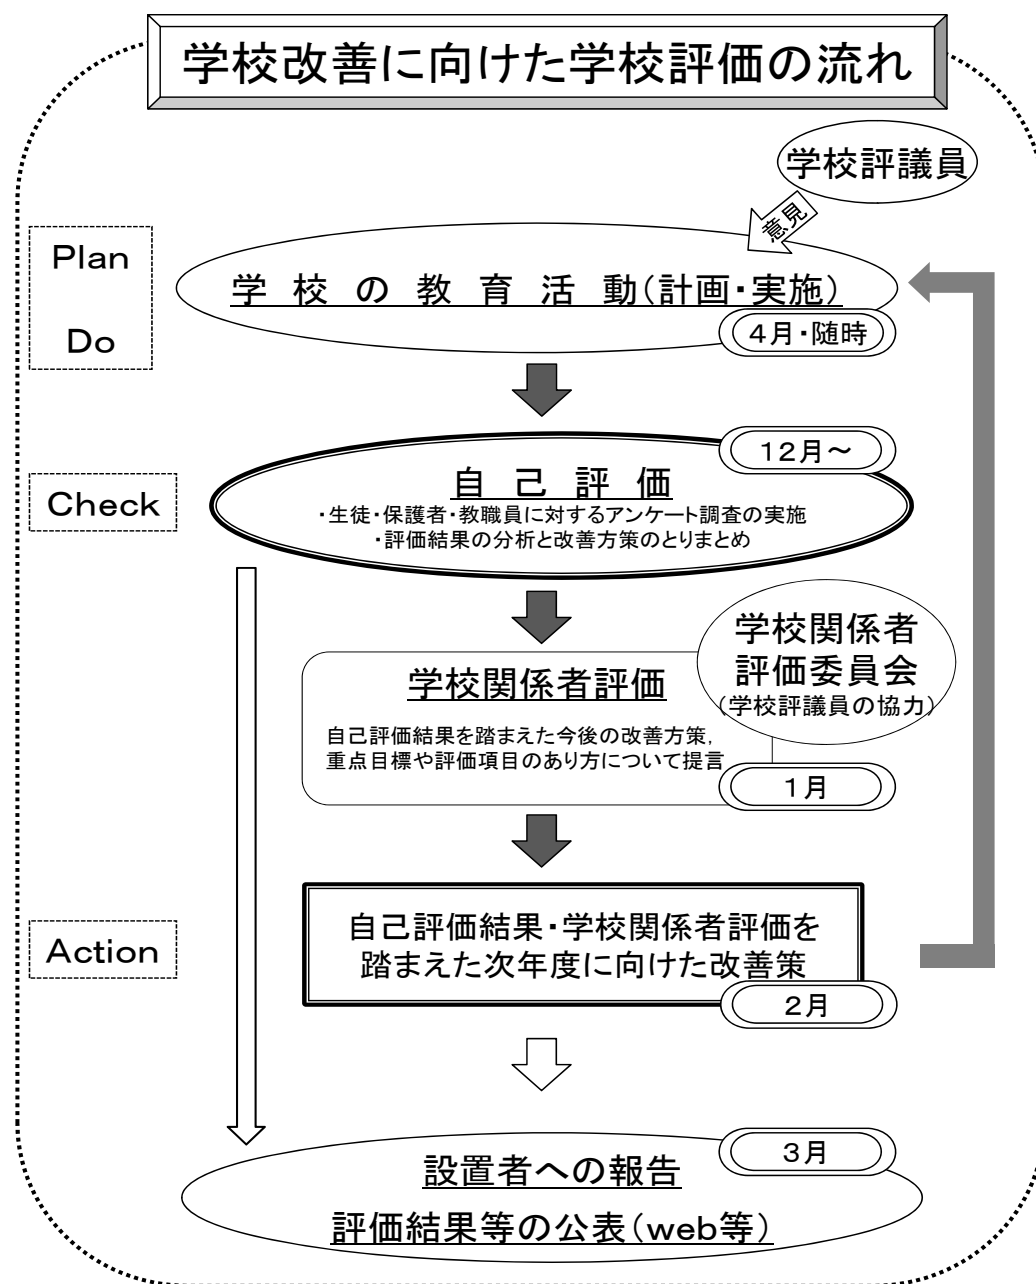 学校改善に向けた学校評価の流れ
学校評議員
意見
Plan
Do
学校の教育活動(計画・実施)
4月・随時
12月~
Check
自己評価
・生徒・保護者・教職員に対するアンケート調査の実施
・評価結果の分析と改善方策のとりまとめ
学校関係者
評価委員会
(学校評議員の協力)
学校関係者評価
自己評価結果を踏まえた今後の改善方策,
重点目標や評価項目のあり方について提言
1月
Action
自己評価結果・学校関係者評価を
踏まえた次年度に向けた改善策
2月
3月
設置者への報告
評価結果等の公表(web等)